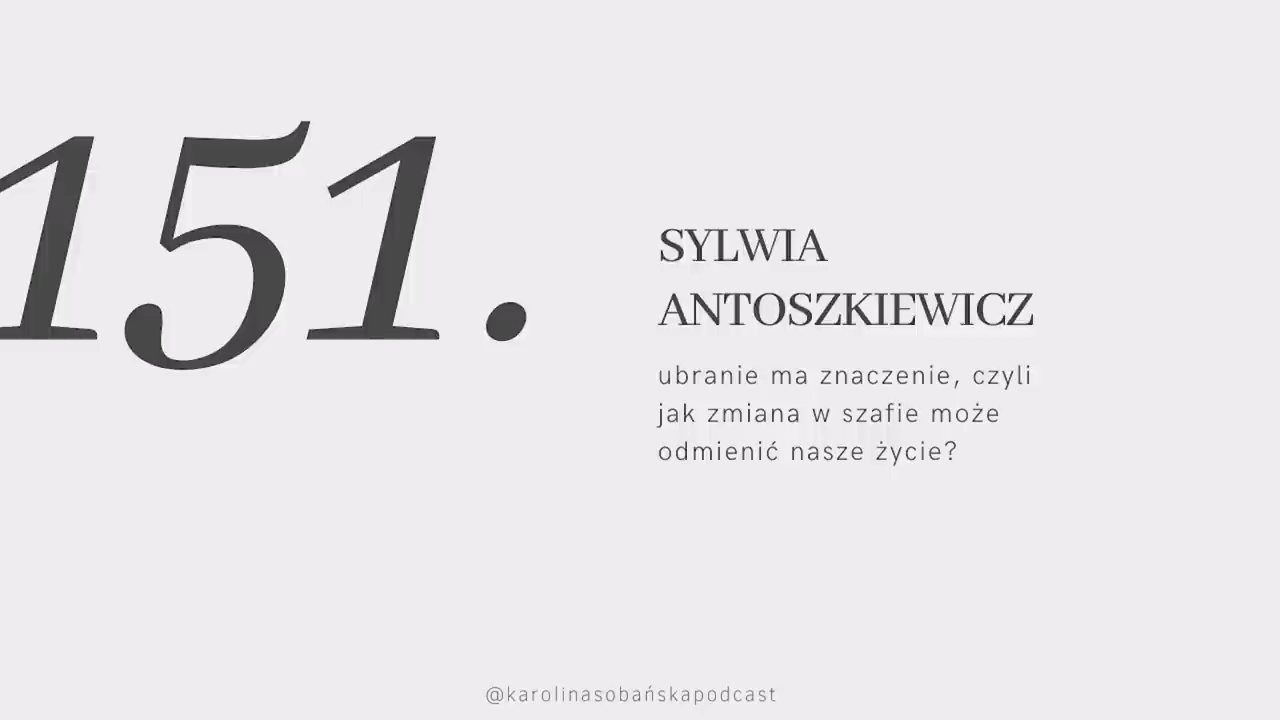 151.
SYLWIA
ANTOSZKIEWICZ
ubranie ma znaczenie, czyli
jak zmiana w szafie może
odmienić nasze życie?
@karolinasobańskapodcast